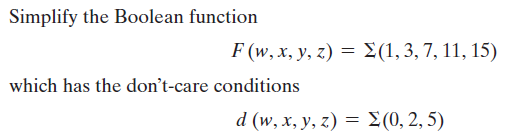 Simplify the Boolean function
F (w, x, y, z) = Σ(1, 3, 7, 11, 15)
which has the don’t-care conditions
d (w, x, y, z) = Σ(0, 2, 5)